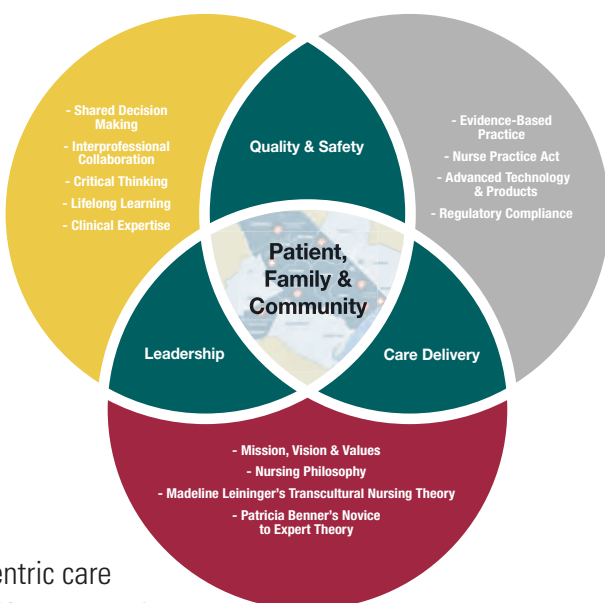 - Shared Decision
Making
- Interprofessional
Collaboration
- Critical Thinking
- Lifelong Learning
- Clinical Expertise
Quality & Safety
- Evidence-Based
Practice
- Nurse Practice Act
- Advanced Technology
& Products
- Regulatory Compliance
Patient,
Family &
Community
Leadership
Care Delivery
- Mission, Vision & Values
- Nursing Philosophy
- Madeline Leininger's Transcultural Nursing Theory
- Patricia Benner's Novice
to Expert Theory
entric care